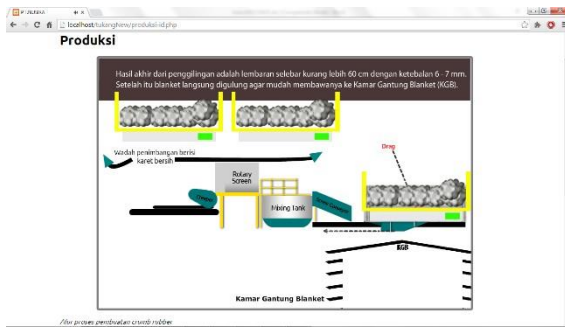 localhost/tukongNew/produksi-id.php
Produksi
Hasil akhir dari penggilingan adalah lembaran selebar kurang lebih 60 cm dengan ketebalan 6 - 7 mm.
Setelah itu blanket langsung digulung agar mudah membawanya ke Kamar Gantung Blanket (KGB).
Wadah penimbangan berisi
karet bersih
Drag
Rotary
Screen
Mixing Tank
KGB
Kamar Gantung Blanket
Alur proses pembuatan crumb rubber